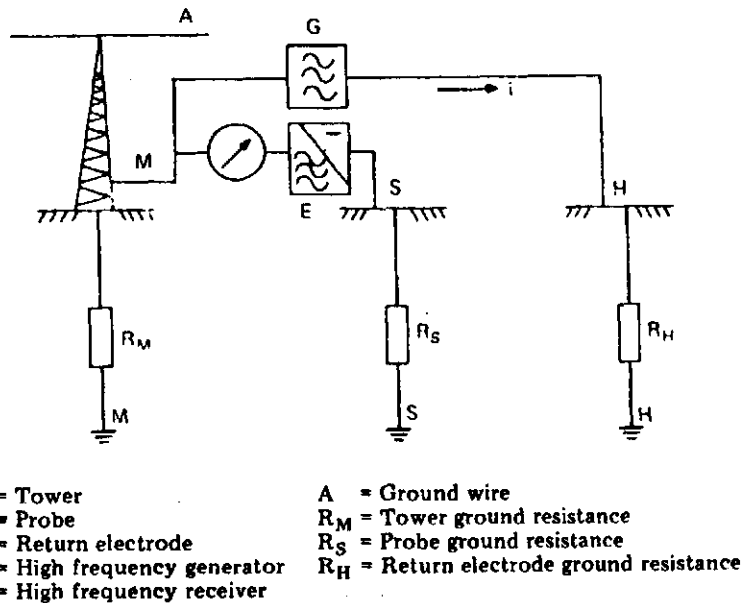 A
G
i
M
E
S
H
R_M
R_S
R_H
M
S
H
= Tower
= Probe
= Return electrode
= High frequency generator
= High frequency receiver
A = Ground wire
R_M = Tower ground resistance
R_S = Probe ground resistance
R_H = Return electrode ground resistance